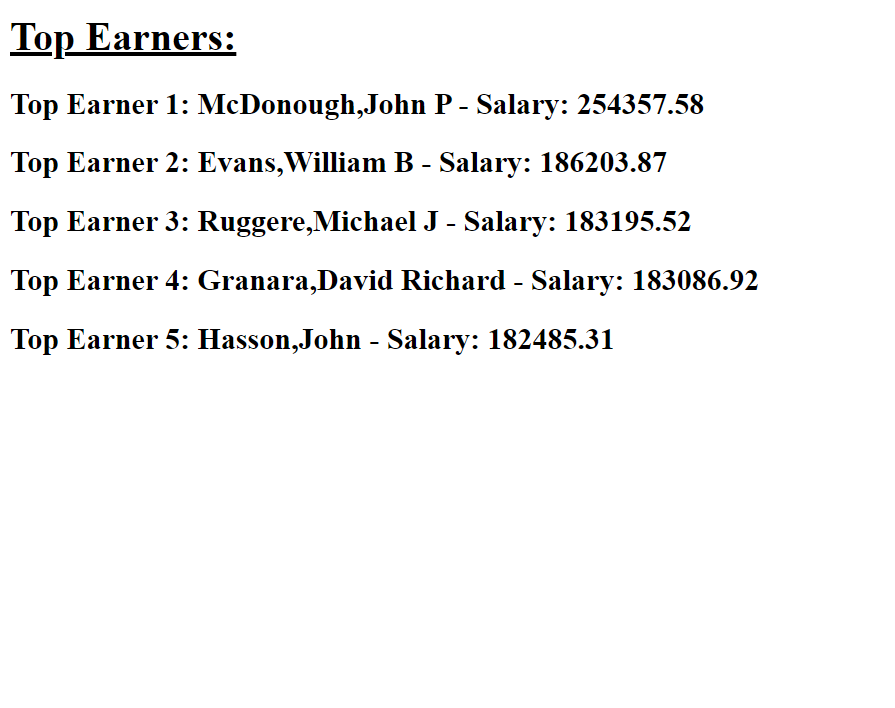 Top Earners:
Top Earner 1: McDonough,John P - Salary: 254357.58
Top Earner 2: Evans,William B - Salary: 186203.87
Top Earner 3: Ruggere,Michael J - Salary: 183195.52
Top Earner 4: Granara,David Richard - Salary: 183086.92
Top Earner 5: Hasson,John - Salary: 182485.31